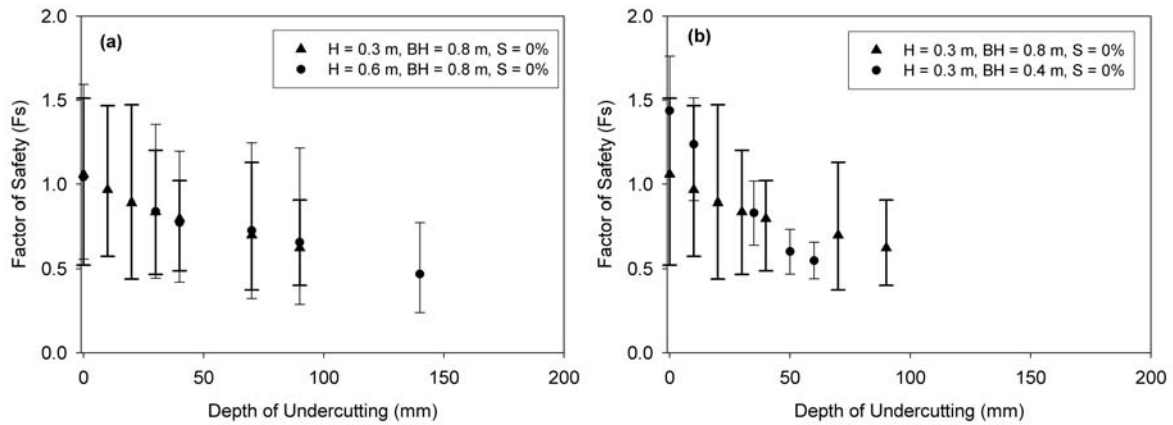 (a)
H = 0.3 m, BH = 0.8 m, S = 0%
H = 0.6 m, BH = 0.8 m, S = 0%
Factor of Safety (Fs)
2.0
1.5
1.0
0.5
0.0
0
50
100
150
200
Depth of Undercutting (mm)
(b)
H = 0.3 m, BH = 0.8 m, S = 0%
H = 0.3 m, BH = 0.4 m, S = 0%
Factor of Safety (Fs)
2.0
1.5
1.0
0.5
0.0
0
50
100
150
200
Depth of Undercutting (mm)